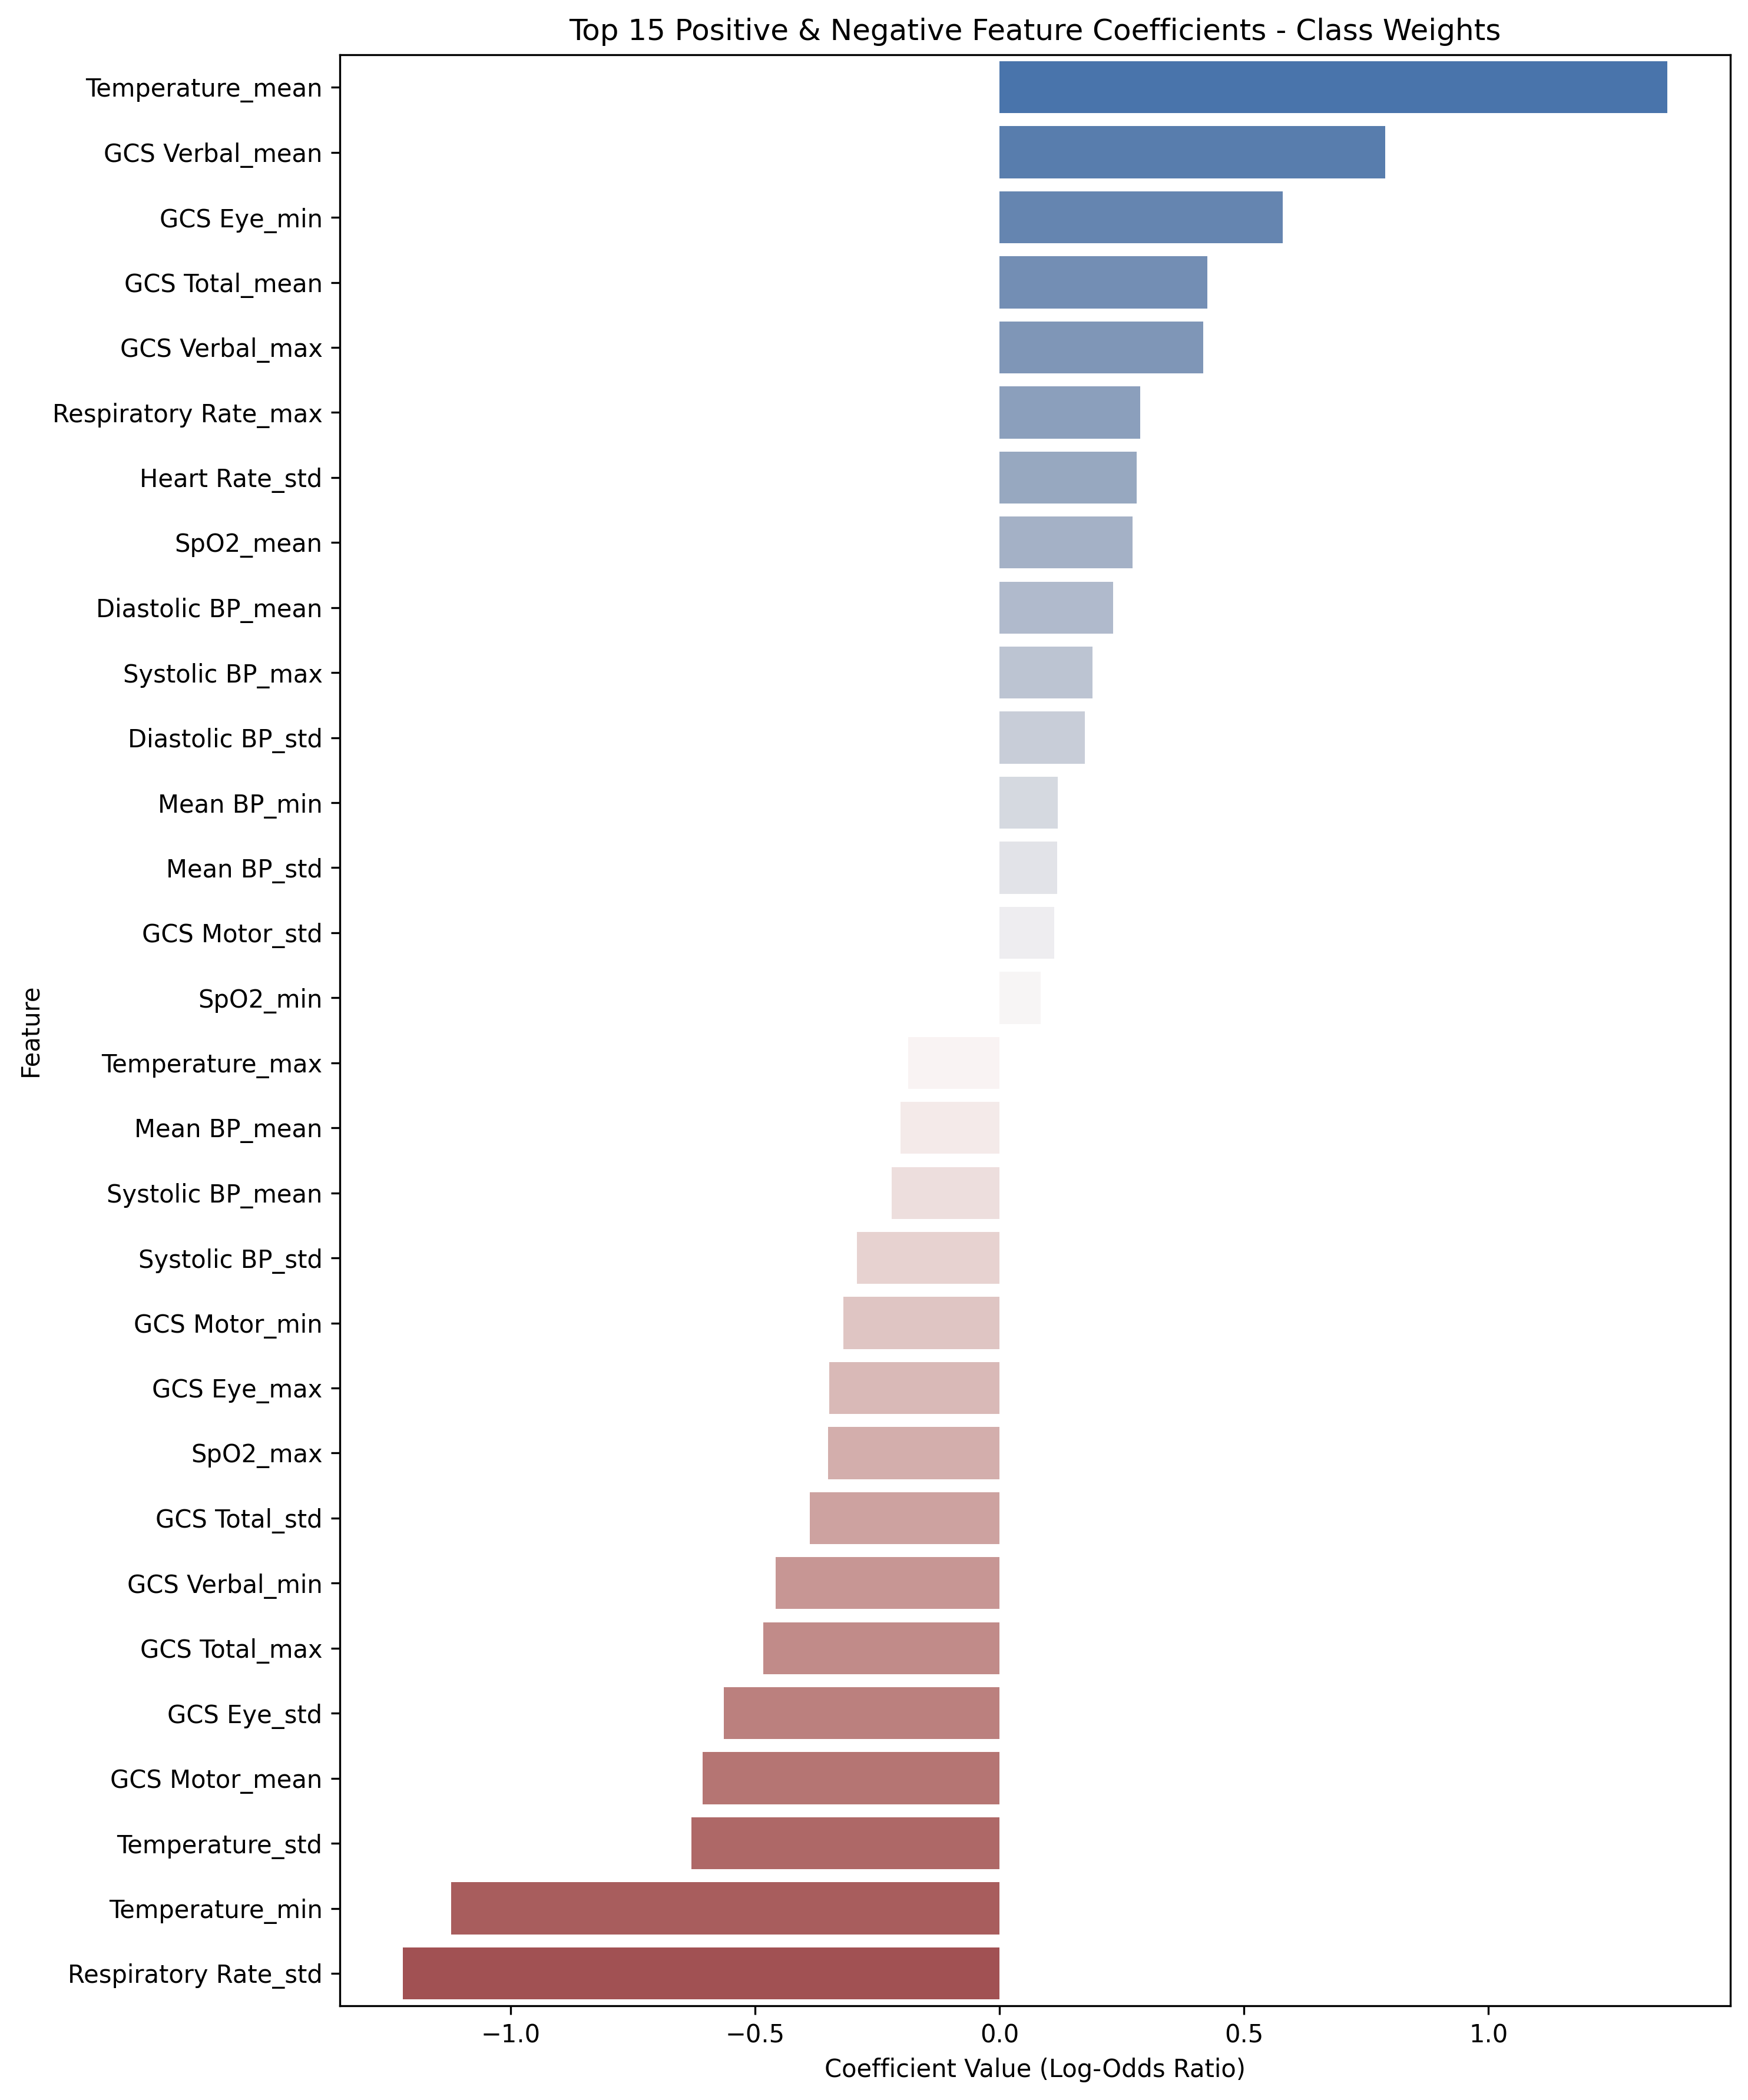 Top 15 Positive & Negative Feature Coefficients - Class Weights
Temperature_mean
GCS Verbal_mean
GCS Eye_min
GCS Total_mean
GCS Verbal_max
Respiratory Rate_max
Heart Rate_std
SpO2_mean
Diastolic BP_mean
Systolic BP_max
Diastolic BP_std
Mean BP_min
Mean BP_std
GCS Motor_std
SpO2_min
Temperature_max
Mean BP_mean
Systolic BP_mean
Systolic BP_std
GCS Motor_min
GCS Eye_max
SpO2_max
GCS Total_std
GCS Verbal_min
GCS Total_max
GCS Eye_std
GCS Motor_mean
Temperature_std
Temperature_min
Respiratory Rate_std
Feature
−1.0 −0.5 0.0 0.5 1.0
Coefficient Value (Log-Odds Ratio)